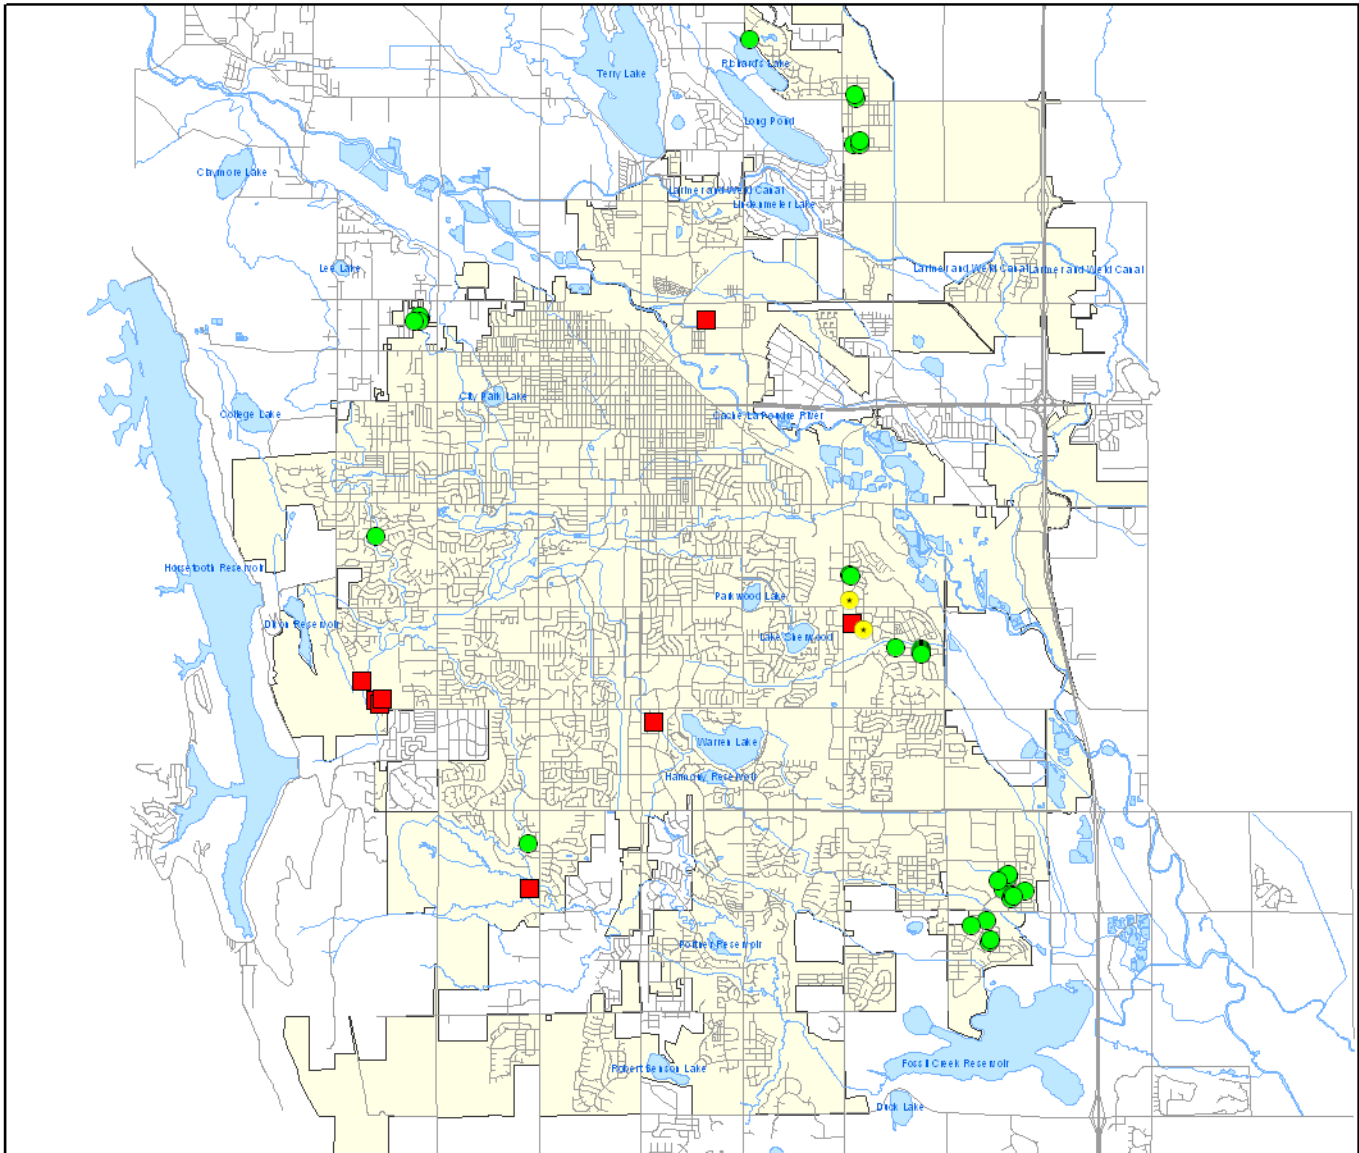 Richard's Lake
Terry Lake
Long Pond
Claymore Lake
Larimer and Weld Canal
Lindenmeier Lake
Lee Lake
Larimer and Weld Canal
Larimer and Weld Canal
City Park Lake
College Lake
Cache La Poudre River
Horsetooth Reservoir
Parkwood Lake
Dixon Reservoir
Lake Sherwood
Warren Lake
Harmony Reservoir
Portner Reservoir
Fossil Creek Reservoir
Robert Benson Lake
Duck Lake